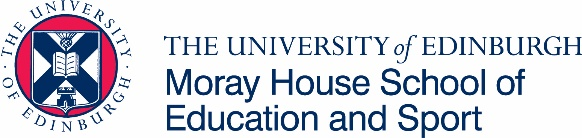 THE UNIVERSITY OF EDINBURGH
THE UNIVERSITY of EDINBURGH
Moray House School of
Education and Sport